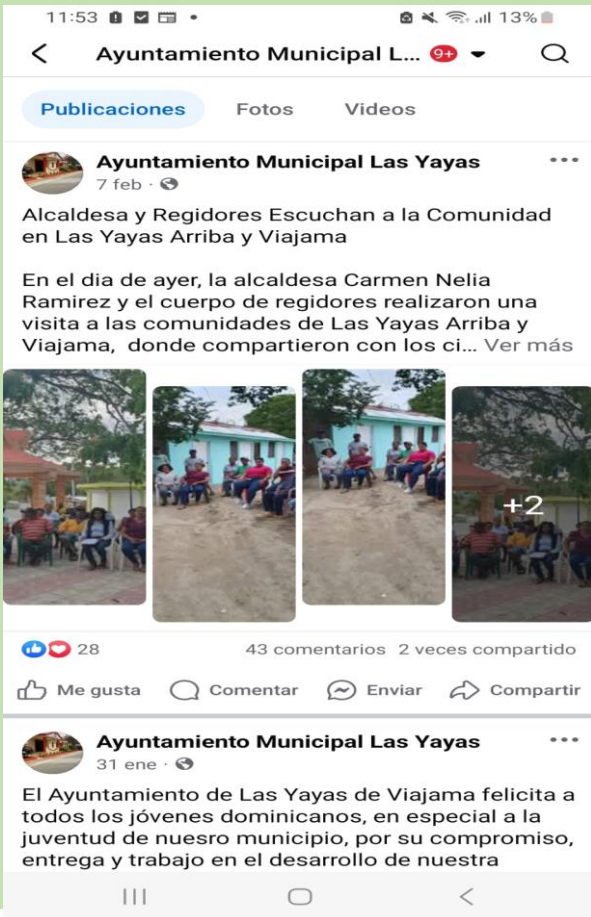 11:53
13%
Ayuntamiento Municipal L... 9+
Publicaciones Fotos Videos
Ayuntamiento Municipal Las Yayas
7 feb ·
Alcaldesa y Regidores Escuchan a la Comunidad
en Las Yayas Arriba y Viajama
En el dia de ayer, la alcaldesa Carmen Nelia
Ramirez y el cuerpo de regidores realizaron una
visita a las comunidades de Las Yayas Arriba y
Viajama, donde compartieron con los ci... Ver más
+2
28 43 comentarios 2 veces compartido
Me gusta Comentar Enviar Compartir
Ayuntamiento Municipal Las Yayas
31 ene ·
El Ayuntamiento de Las Yayas de Viajama felicita a
todos los jóvenes dominicanos, en especial a la
juventud de nuesro municipio, por su compromiso,
entrega y trabajo en el desarrollo de nuestra